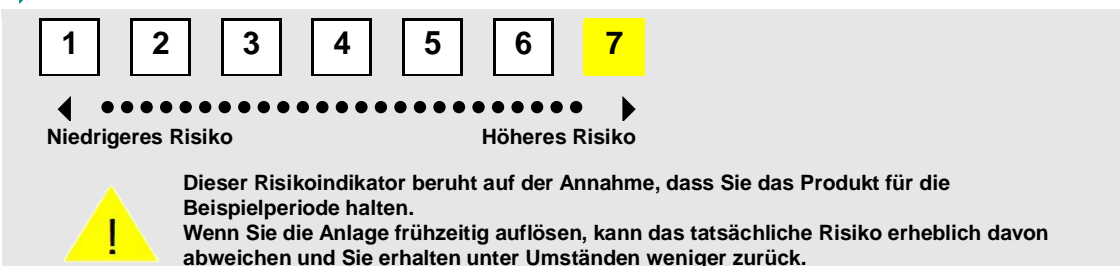 1 2 3 4 5 6 7
Niedrigeres Risiko Höheres Risiko
Dieser Risikoindikator beruht auf der Annahme, dass Sie das Produkt für die
Beispielperiode halten.
! Wenn Sie die Anlage frühzeitig auflösen, kann das tatsächliche Risiko erheblich davon
abweichen und Sie erhalten unter Umständen weniger zurück.